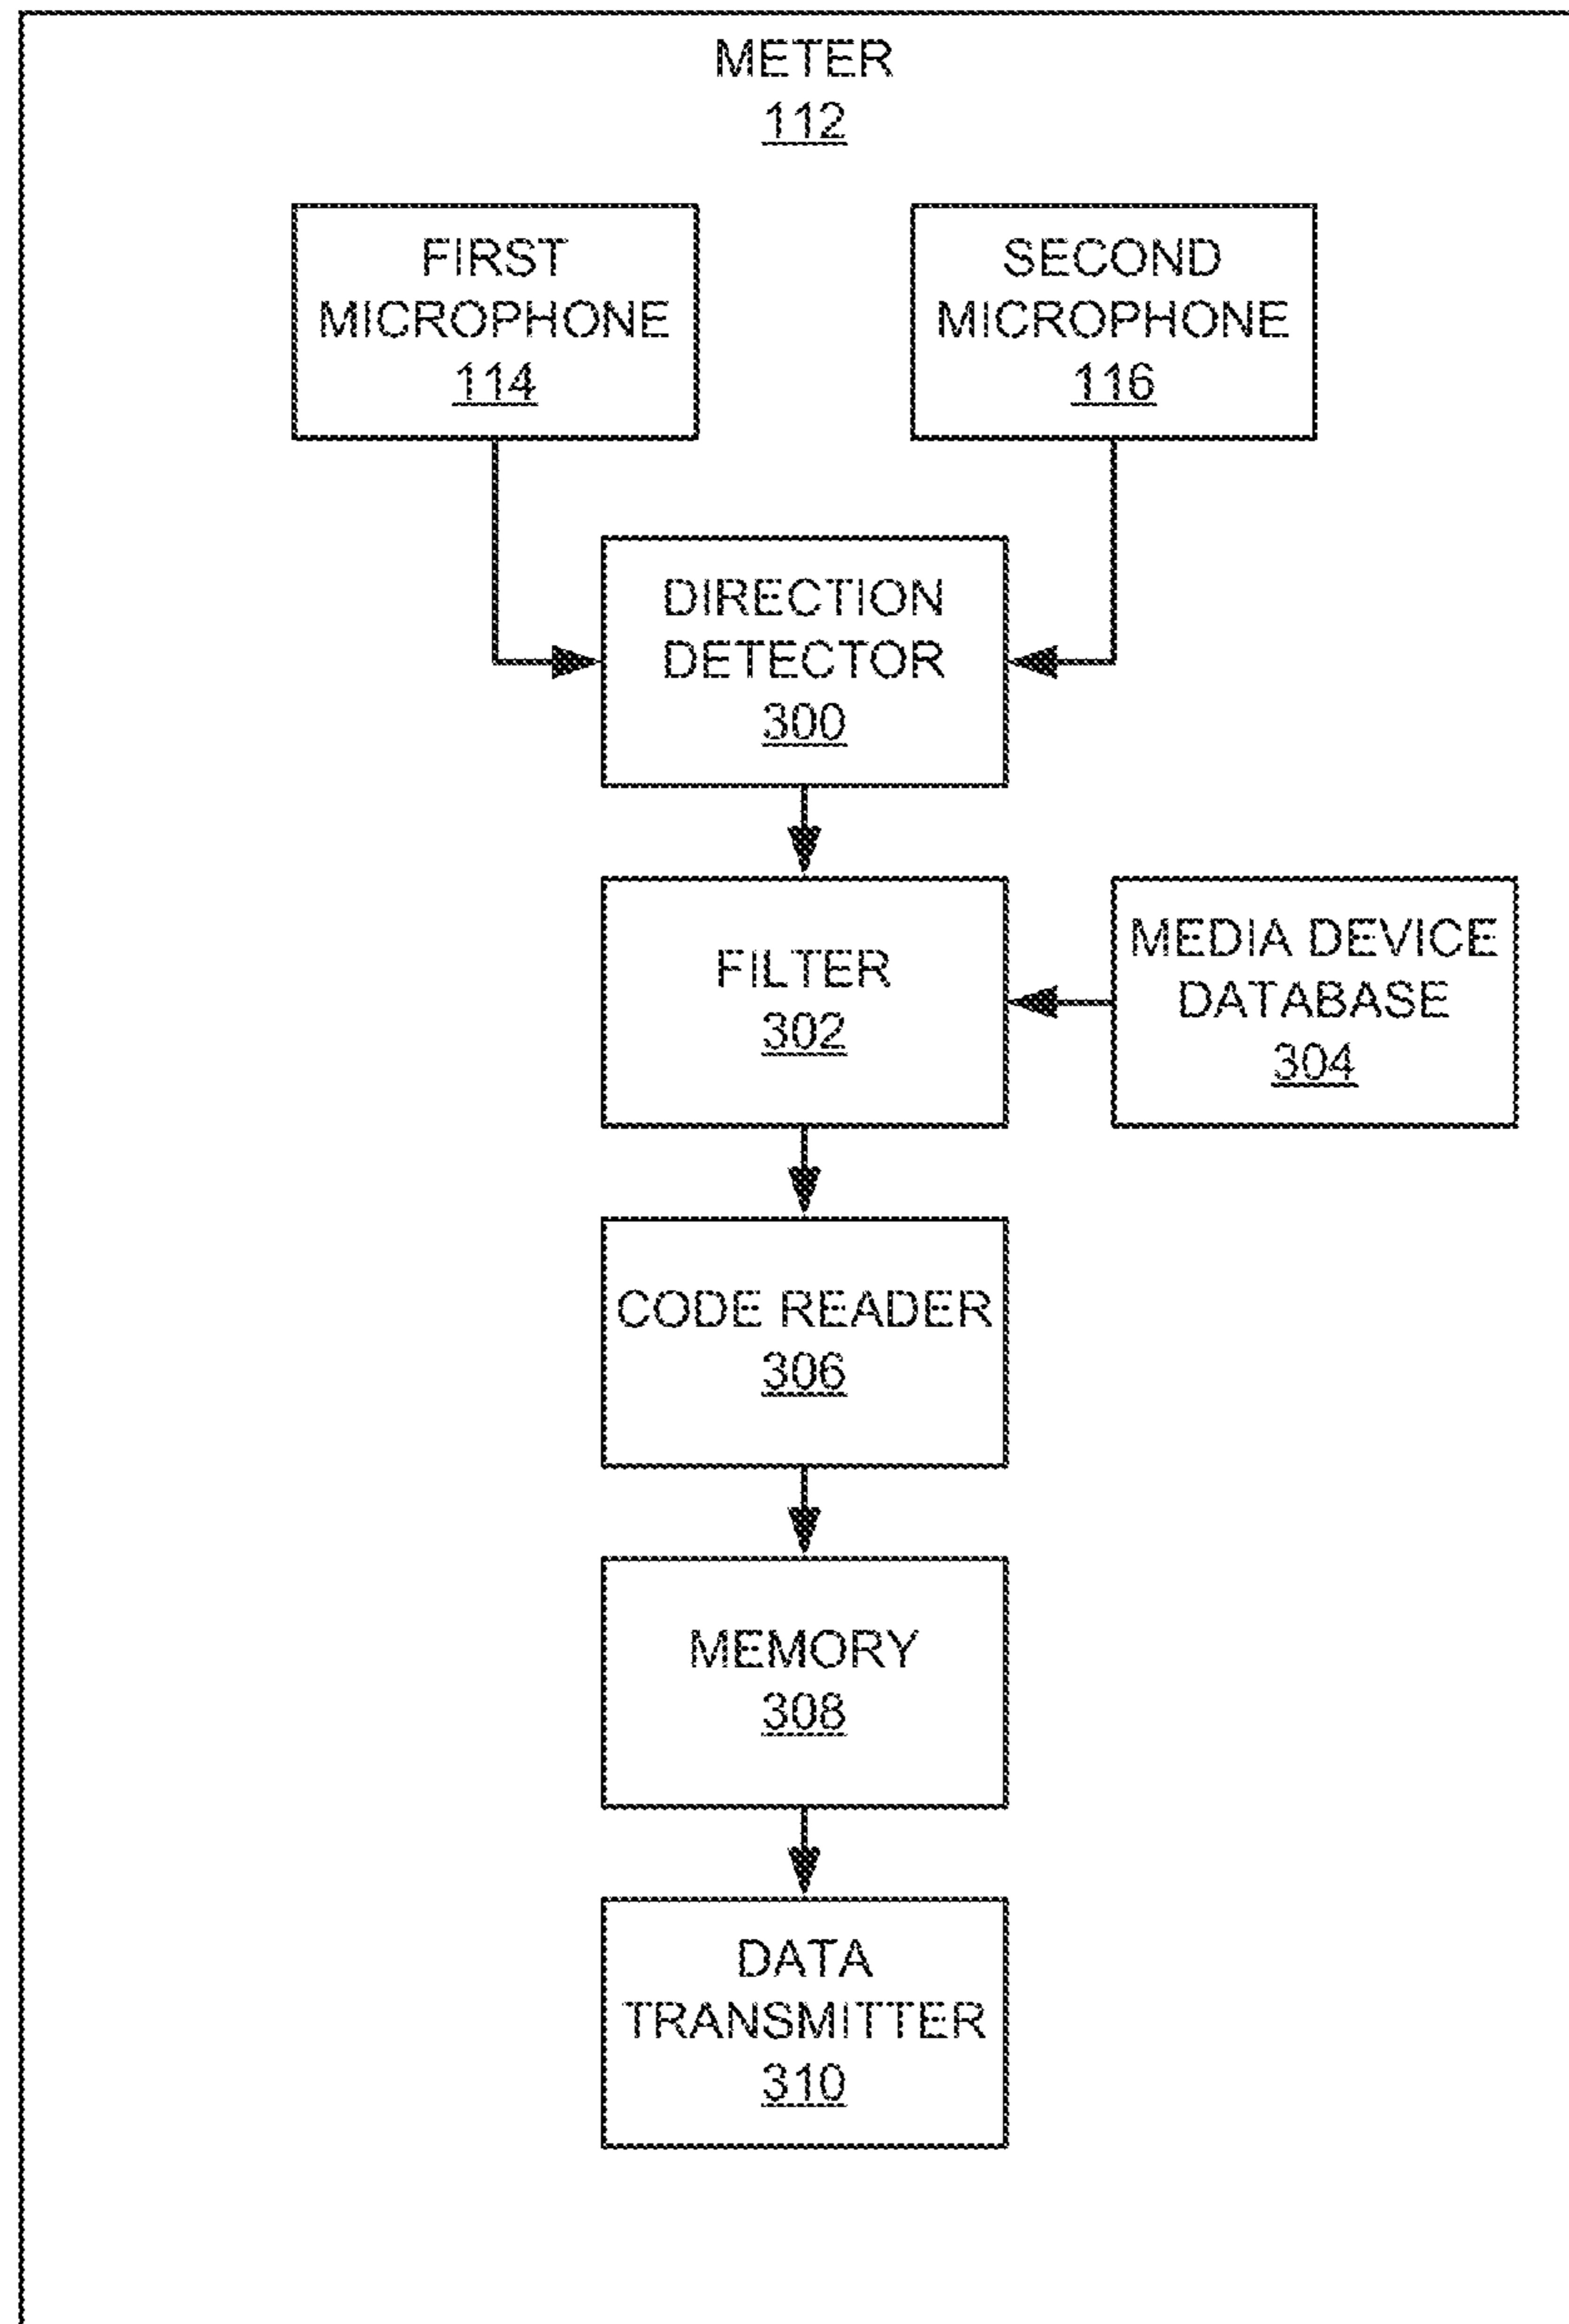 METER
112
FIRST
MICROPHONE
114
SECOND
MICROPHONE
116
DIRECTION
DETECTOR
300
FILTER
302
MEDIA DEVICE
DATABASE
304
CODE READER
306
MEMORY
308
DATA
TRANSMITTER
310